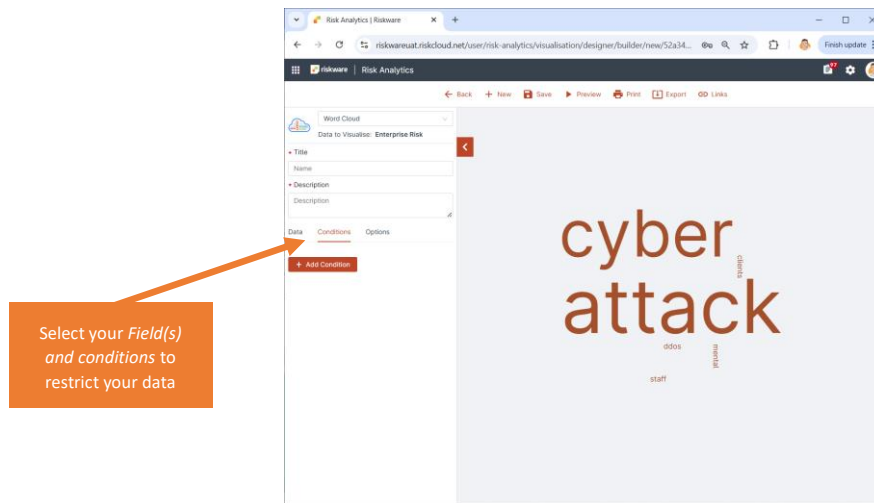 Risk Analytics | Riskware
riskwareuat.riskcloud.net/user/risk-analytics/visualisation/designer/builder/new/52a34...
Finish update
riskware | Risk Analytics
97
Back New Save Preview Print Export Links
Word Cloud
Data to Visualise: Enterprise Risk
• Title
Name
• Description
Description
Data Conditions Options
+ Add Condition
Select your Field(s)
and conditions to
restrict your data
cyber
clients
attack
ddos
mental
staff